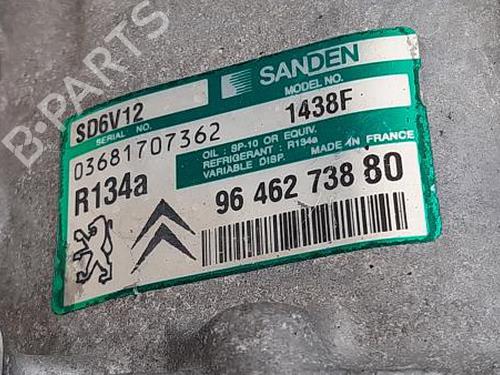 B-PARTS
SANDEN
SD6V12
MODEL NO.
SERIAL NO.
1438F
03681707362
OIL : SP-10 OR EQUIV.
REFRIGERANT : R134a
VARIABLE DISP. MADE IN FRANCE
R134a
96 462 738 80